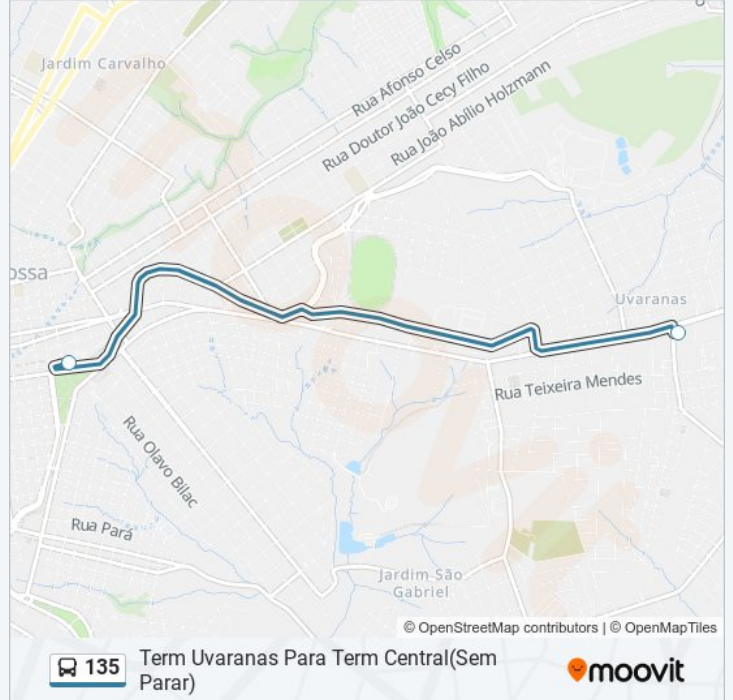 Jardim Carvalho
Rua Afonso Celso
Rua Doutor João Cecy Filho
Rua João Abílio Holzmann
ossa
Uvaranas
Rua Teixeira Mendes
Rua Olavo Bilac
Rua Pará
Jardim São
Gabriel
© OpenStreetMap contributors | © OpenMapTiles
135
Term Uvaranas Para Term Central(Sem
Parar)
moovit